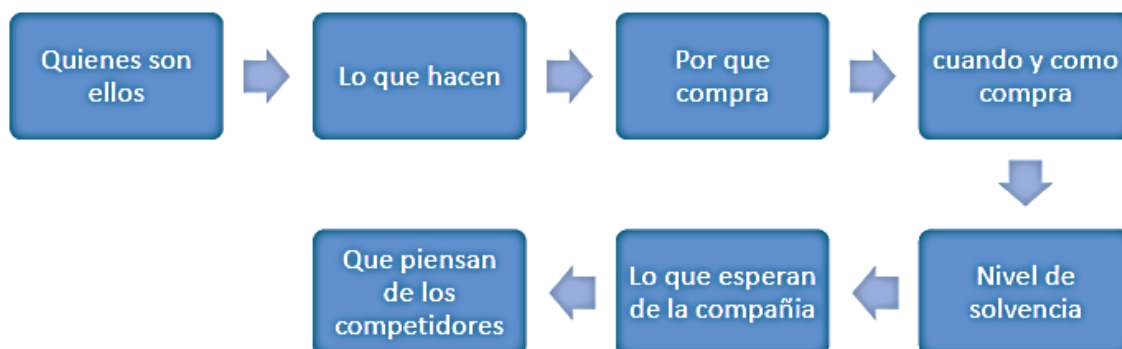 Quienes son
ellos
Lo que hacen
Por que
compra
cuando y como
compra
Nivel de
solvencia
Lo que esperan
de la compañia
Que piensan
de los
competidores